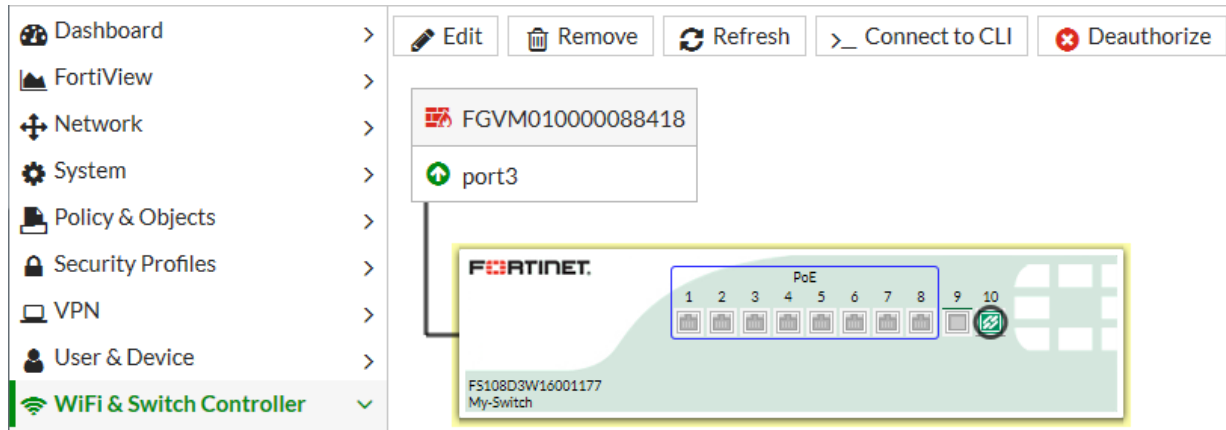 Dashboard
FortiView
Network
System
Policy & Objects
Security Profiles
VPN
User & Device
WiFi & Switch Controller
Edit Remove Refresh >_ Connect to CLI Deauthorize
FGVM010000088418
port3
FORTINET.
PoE
1 2 3 4 5 6 7 8 9 10
FS108D3W16001177
My-Switch